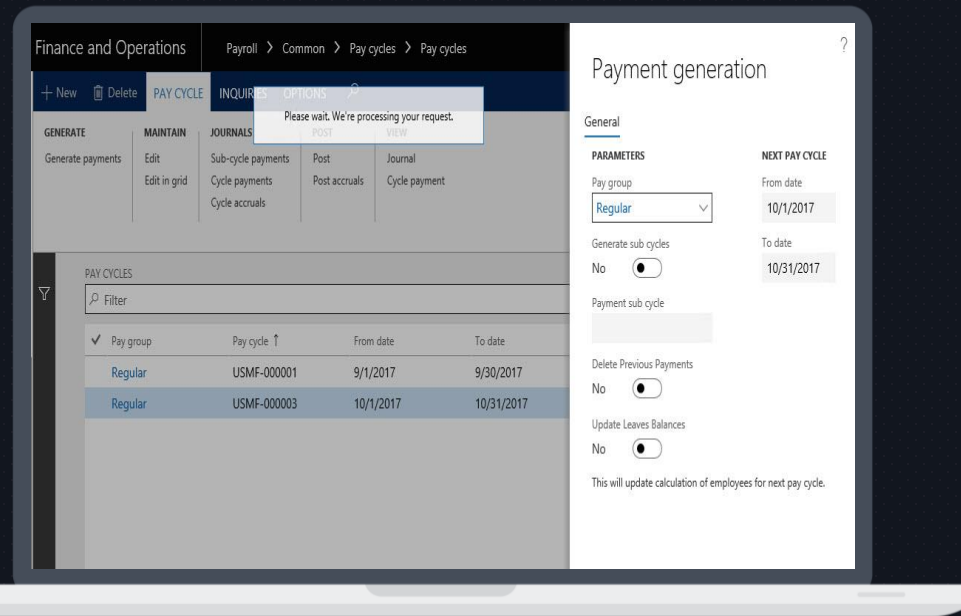 Finance and Operations
Payroll > Common > Pay cycles > Pay cycles
+ New Delete PAY CYCLE INQUIRIES OPTIONS
Please wait. We're processing your request.
GENERATE MAINTAIN JOURNALS POST VIEW
Generate payments Edit Sub-cycle payments Post Journal
Edit in grid Cycle payments Post accruals Cycle payment
Cycle accruals
PAY CYCLES
Filter
Pay group Pay cycle ↑ From date To date
Regular USMF-000001 9/1/2017 9/30/2017
Regular USMF-000003 10/1/2017 10/31/2017
?
Payment generation
General
PARAMETERS NEXT PAY CYCLE
Pay group From date
Regular 10/1/2017
Generate sub cycles To date
No 10/31/2017
Payment sub cycle
Delete Previous Payments
No
Update Leaves Balances
No
This will update calculation of employees for next pay cycle.